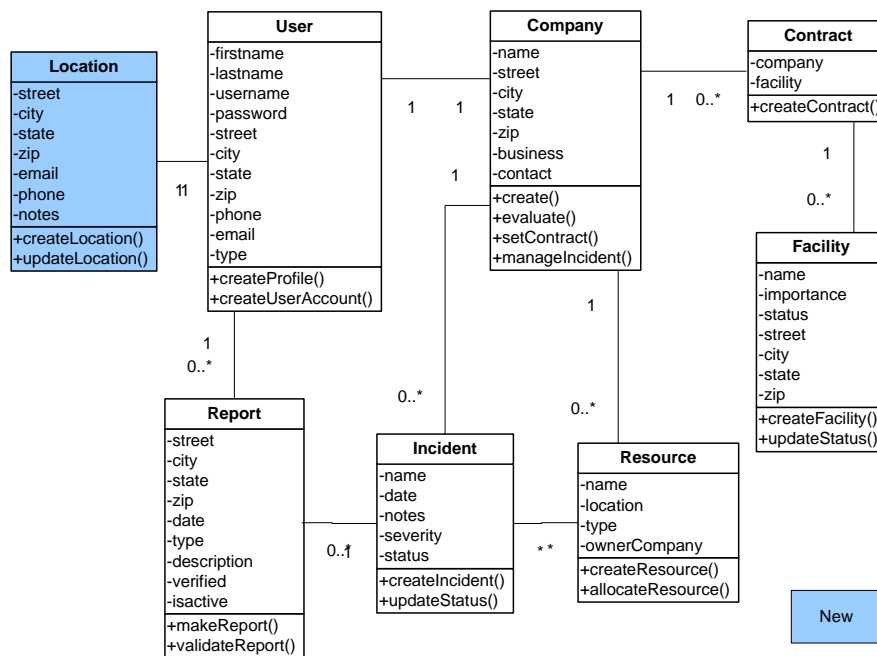 User
-firstname
-lastname
-username
-password
-street
-city
-state
-zip
-phone
-email
-type
+createProfile()
+createUserAccount()
Company
-name
-street
-city
-state
-zip
-business
-contact
+create()
+evaluate()
+setContract()
+manageIncident()
Contract
-company
-facility
+createContract()
Location
-street
-city
-state
-zip
-email
-phone
-notes
+createLocation()
+updateLocation()
1
1
1
0..*
1
1
1
1
0..*
Facility
-name
-importance
-status
-street
-city
-state
-zip
+createFacility()
+updateStatus()
1
0..*
1
0..*
0..*
Report
-street
-city
-state
-zip
-date
-type
-description
-verified
-isactive
+makeReport()
+validateReport()
Incident
-name
-date
-notes
-severity
-status
+createIncident()
+updateStatus()
Resource
-name
-location
-type
-ownerCompany
+createResource()
+allocateResource()
0..*
1
* *
New